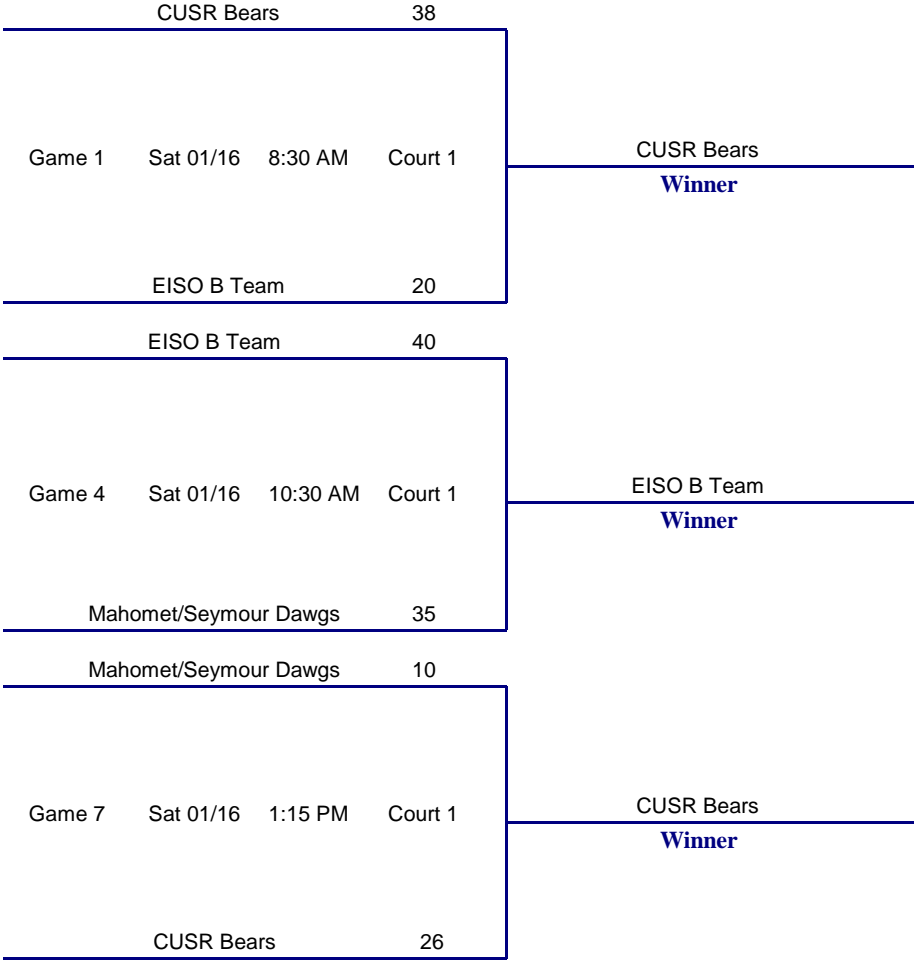 CUSR Bears 38
Game 1 Sat 01/16 8:30 AM Court 1
CUSR Bears
Winner
EISO B Team 20
EISO B Team 40
Game 4 Sat 01/16 10:30 AM Court 1
EISO B Team
Winner
Mahomet/Seymour Dawgs 35
Mahomet/Seymour Dawgs 10
Game 7 Sat 01/16 1:15 PM Court 1
CUSR Bears
Winner
CUSR Bears 26